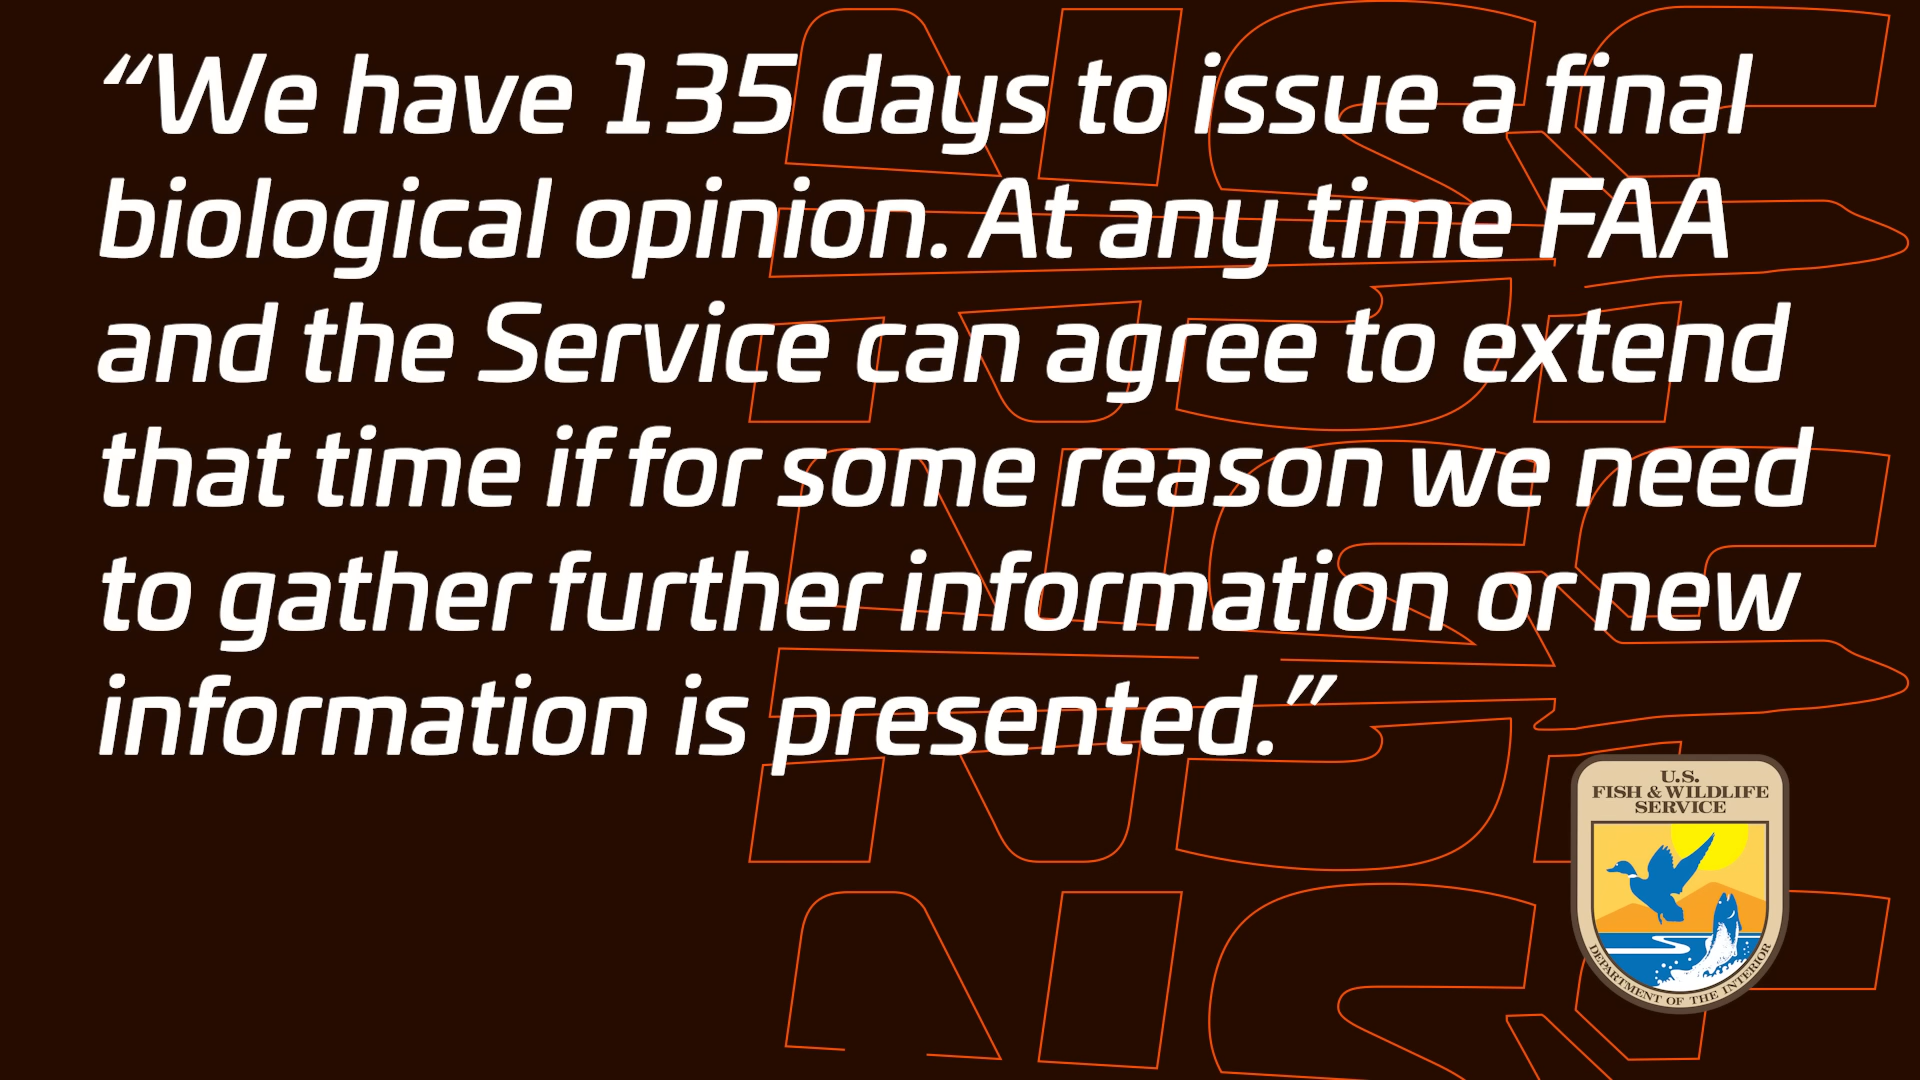 “We have 135 days to issue a final
biological opinion. At any time FAA
and the Service can agree to extend
that time if for some reason we need
to gather further information or new
information is presented.”
U.S.
FISH & WILDLIFE
SERVICE
DEPARTMENT OF THE INTERIOR